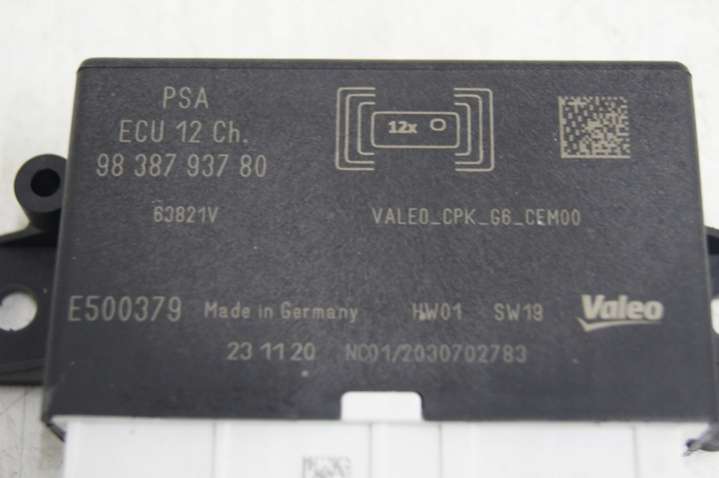 PSA
ECU 12 Ch.
98 387 937 80
12x
63821V
VALEO_CPK_G6_CEM00
E500379 Made in Germany HW01 SW19 Valeo
23 11 20 NC01/2030702783